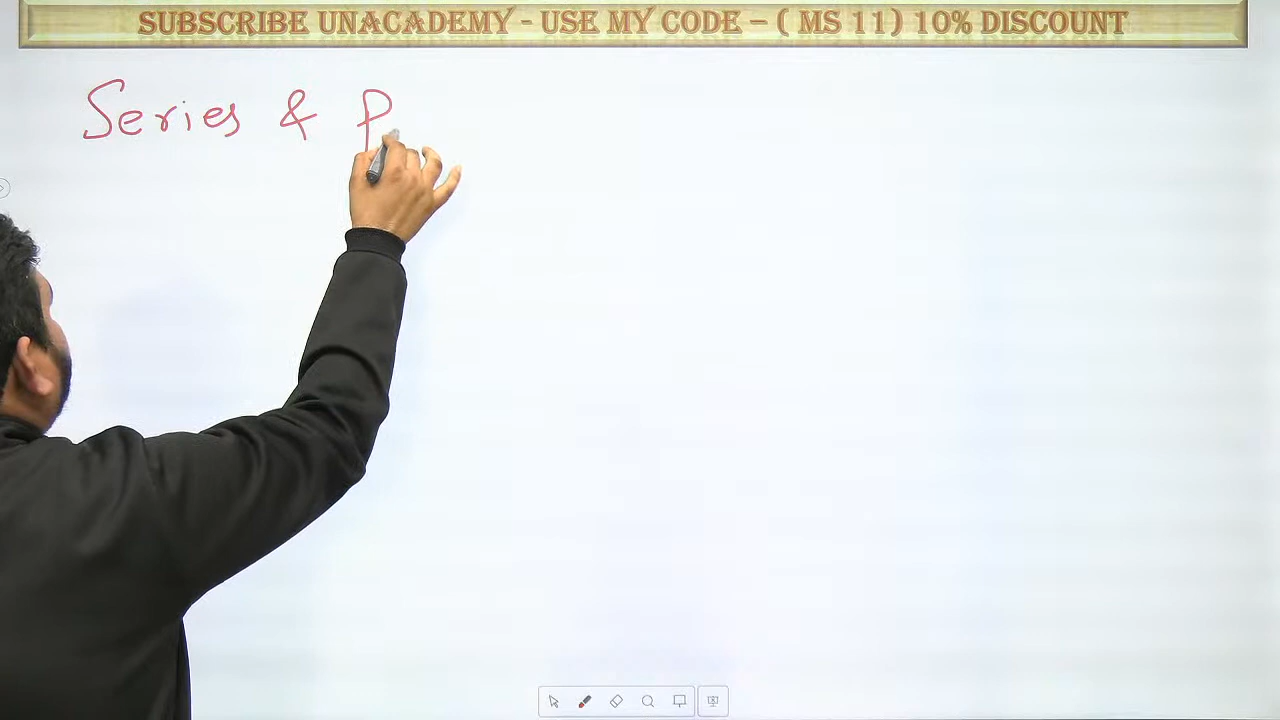 SUBSCRIBE UNACADEMY - USE MY CODE – ( MS 11) 10% DISCOUNT
Series & P